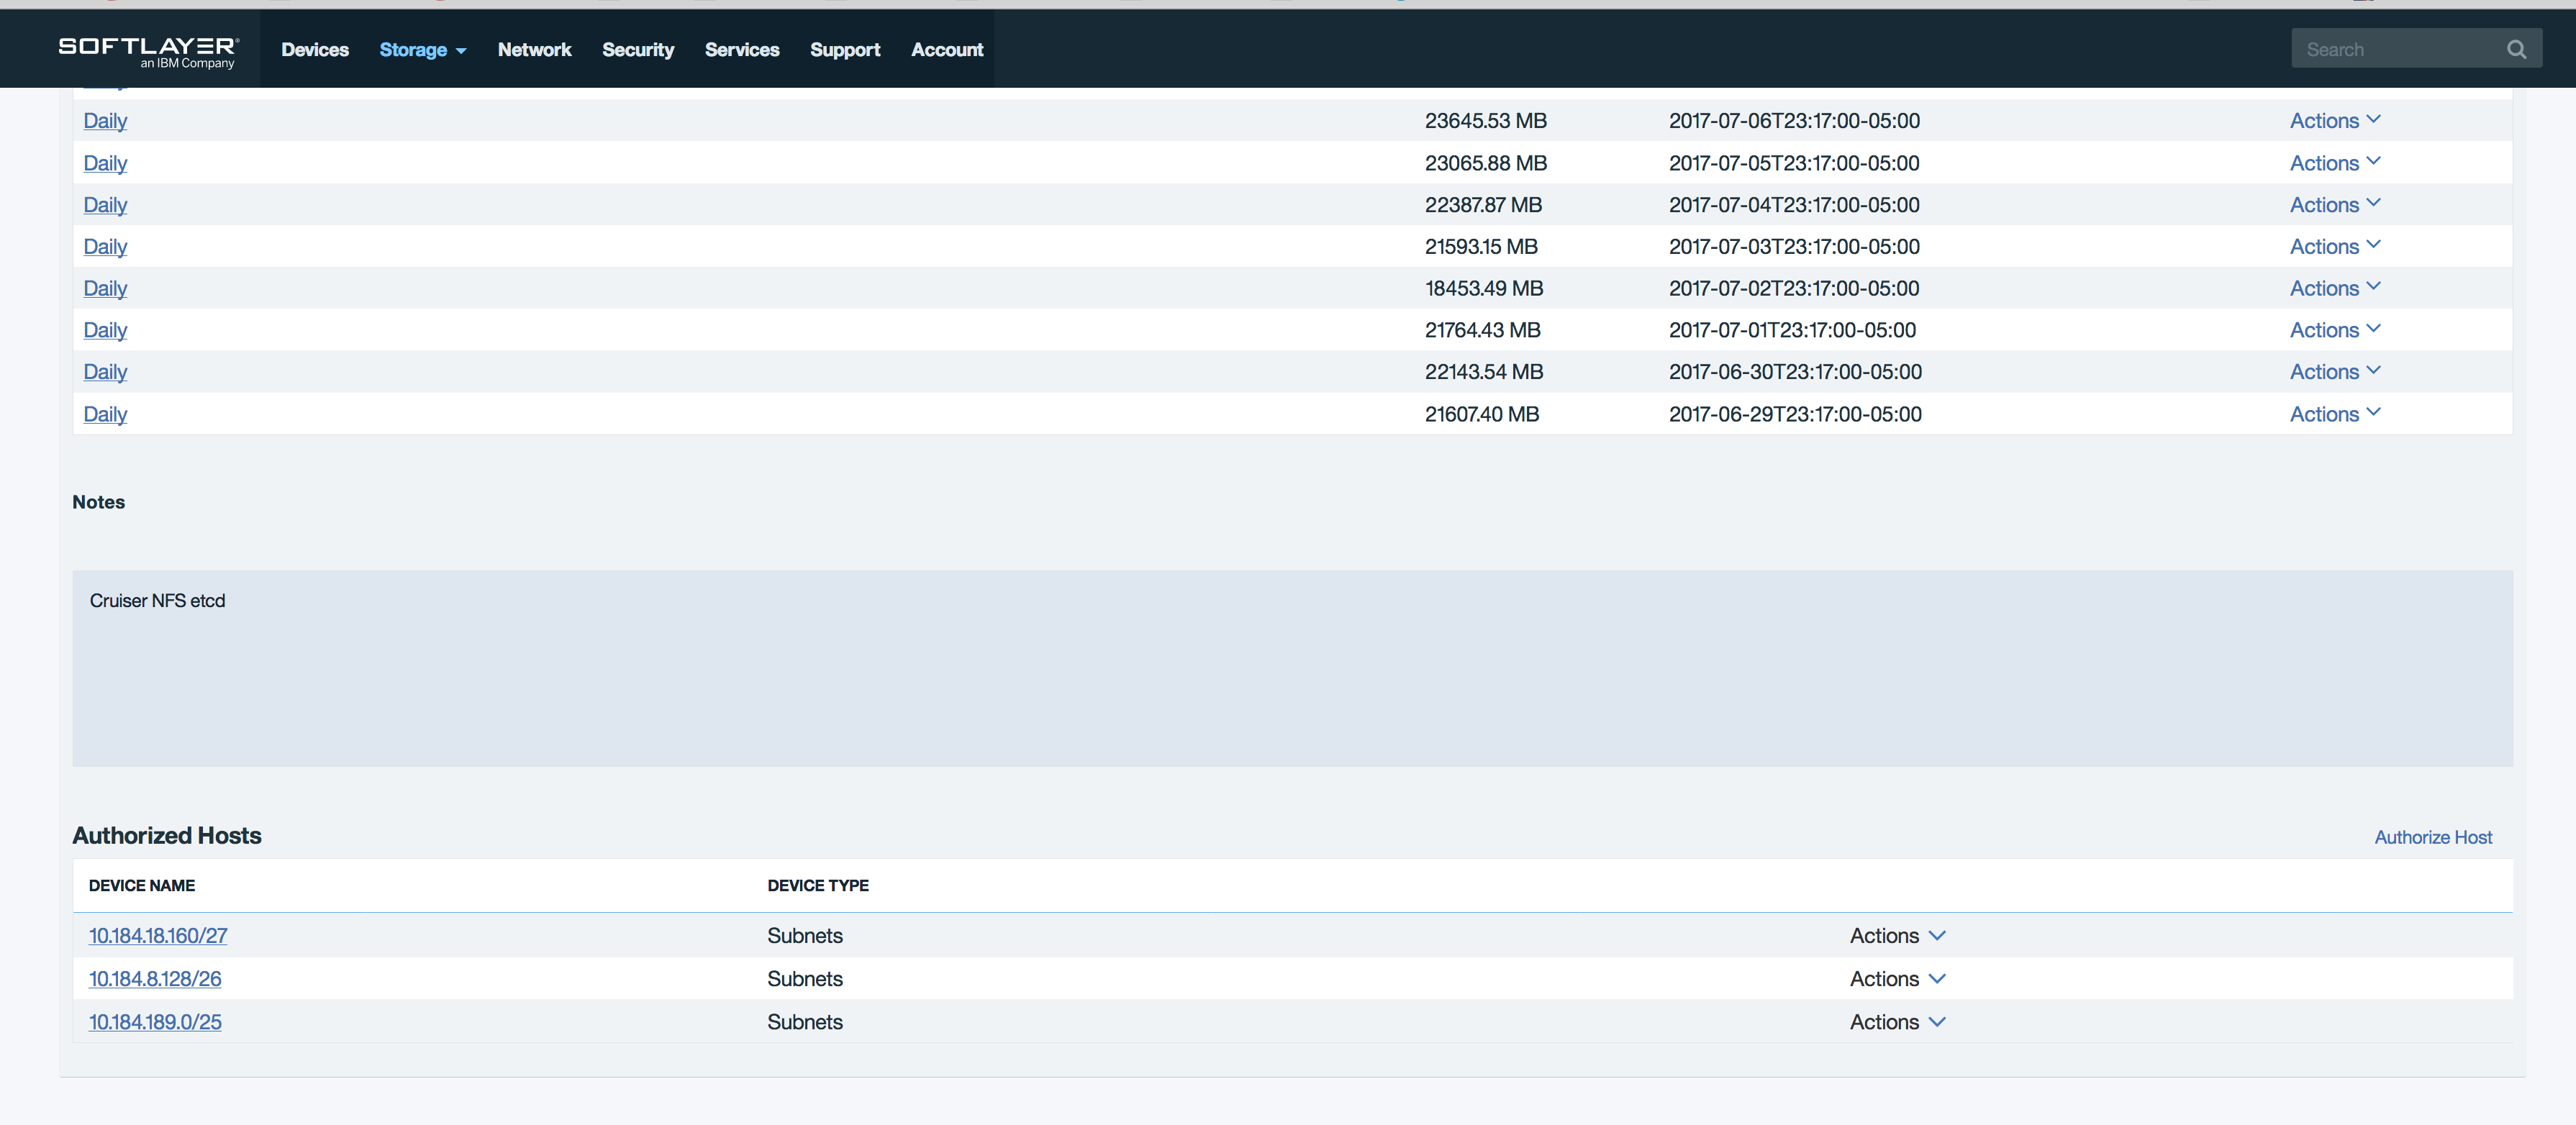 SOFTLAYER®
an IBM Company
Devices Storage Network Security Services Support Account Search
Daily 23645.53 MB 2017-07-06T23:17:00-05:00 Actions
Daily 23065.88 MB 2017-07-05T23:17:00-05:00 Actions
Daily 22387.87 MB 2017-07-04T23:17:00-05:00 Actions
Daily 21593.15 MB 2017-07-03T23:17:00-05:00 Actions
Daily 18453.49 MB 2017-07-02T23:17:00-05:00 Actions
Daily 21764.43 MB 2017-07-01T23:17:00-05:00 Actions
Daily 22143.54 MB 2017-06-30T23:17:00-05:00 Actions
Daily 21607.40 MB 2017-06-29T23:17:00-05:00 Actions
Notes
Cruiser NFS etcd
Authorized Hosts Authorize Host
DEVICE NAME DEVICE TYPE
10.184.18.160/27 Subnets Actions
10.184.8.128/26 Subnets Actions
10.184.189.0/25 Subnets Actions